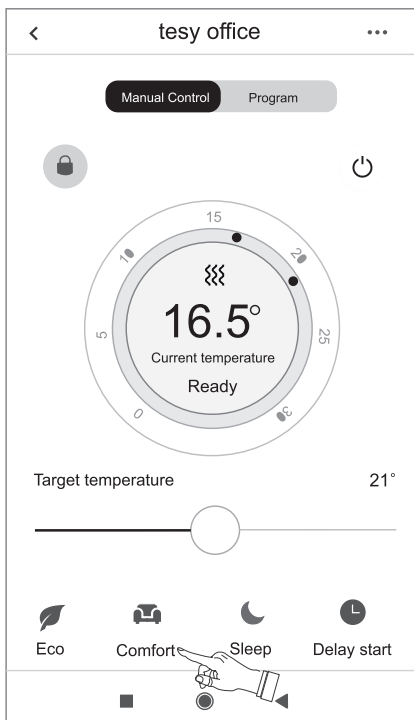 tesy office
Manual Control Program
15
10 20
5 25
0 30
16.5°
Current temperature
Ready
Target temperature 21°
Eco Comfort Sleep Delay start